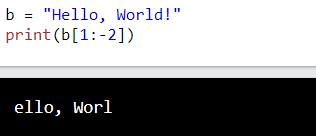 b = "Hello, World!"
print(b[1:-2])
ello, Worl